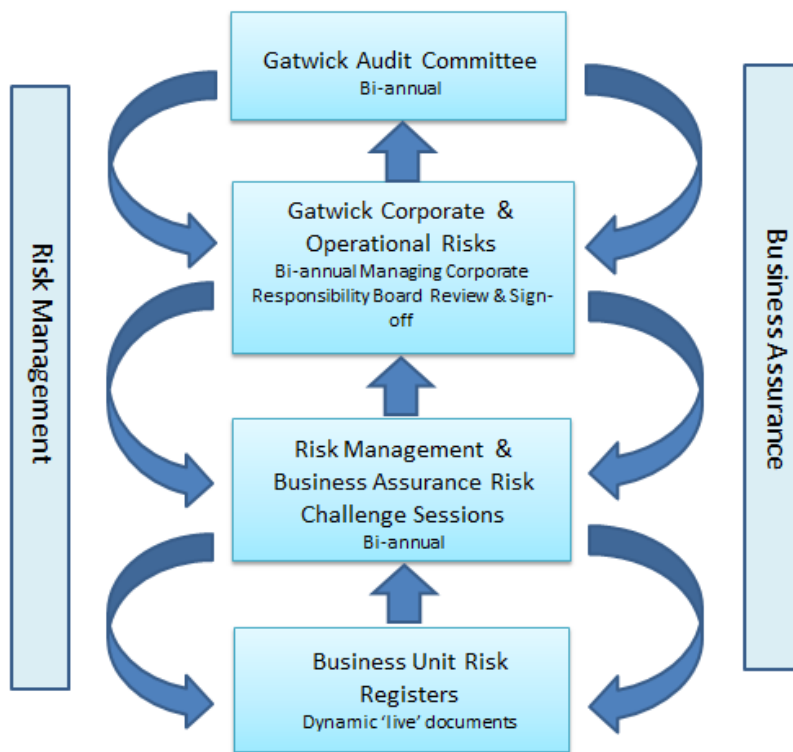 Gatwick Audit Committee
Bi-annual
Risk Management
Business Assurance
Gatwick Corporate &
Operational Risks
Bi-annual Managing Corporate
Responsibility Board Review & Sign-
off
Risk Management &
Business Assurance Risk
Challenge Sessions
Bi-annual
Business Unit Risk
Registers
Dynamic ‘live’ documents